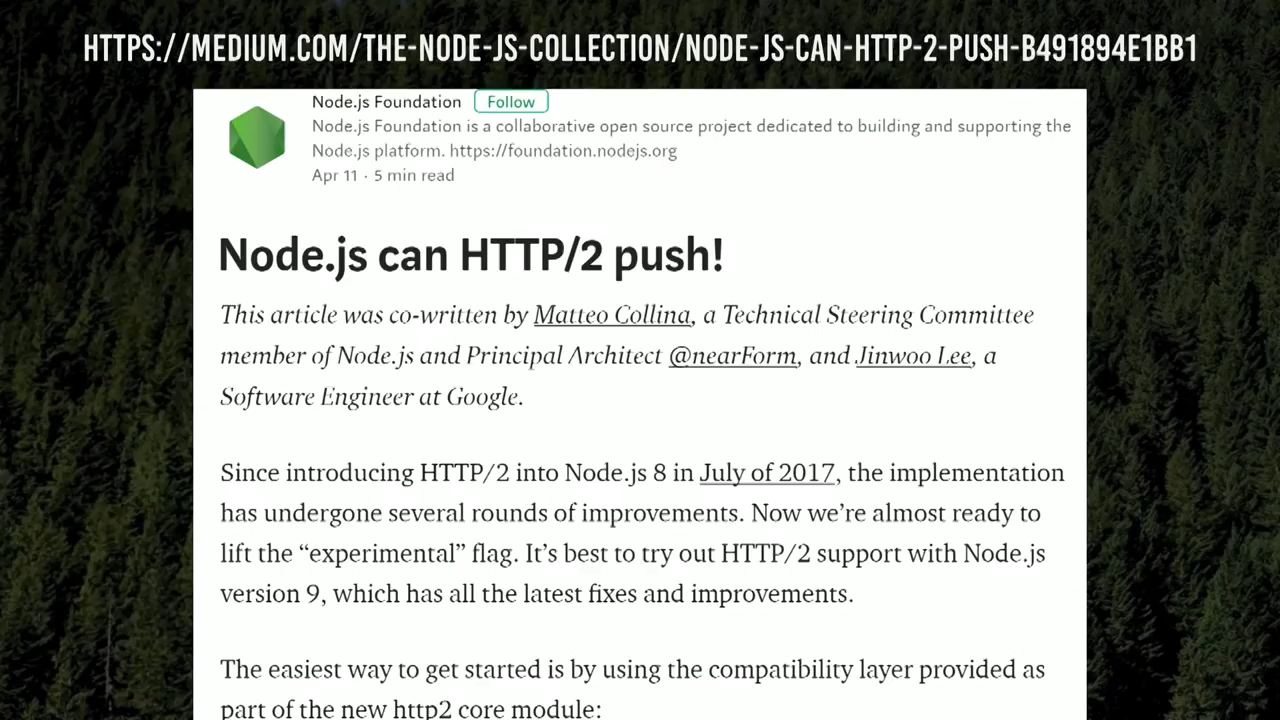 HTTPS://MEDIUM.COM/THE-NODE-JS-COLLECTION/NODE-JS-CAN-HTTP-2-PUSH-B491894E1BB1
Node.js Foundation Follow
Node.js Foundation is a collaborative open source project dedicated to building and supporting the
Node.js platform. https://foundation.nodejs.org
Apr 11 · 5 min read
Node.js can HTTP/2 push!
This article was co-written by Matteo Collina, a Technical Steering Committee
member of Node.js and Principal Architect @nearForm, and Jinwoo Lee, a
Software Engineer at Google.
Since introducing HTTP/2 into Node.js 8 in July of 2017, the implementation
has undergone several rounds of improvements. Now we’re almost ready to
lift the “experimental” flag. It’s best to try out HTTP/2 support with Node.js
version 9, which has all the latest fixes and improvements.
The easiest way to get started is by using the compatibility layer provided as
part of the new http2 core module: